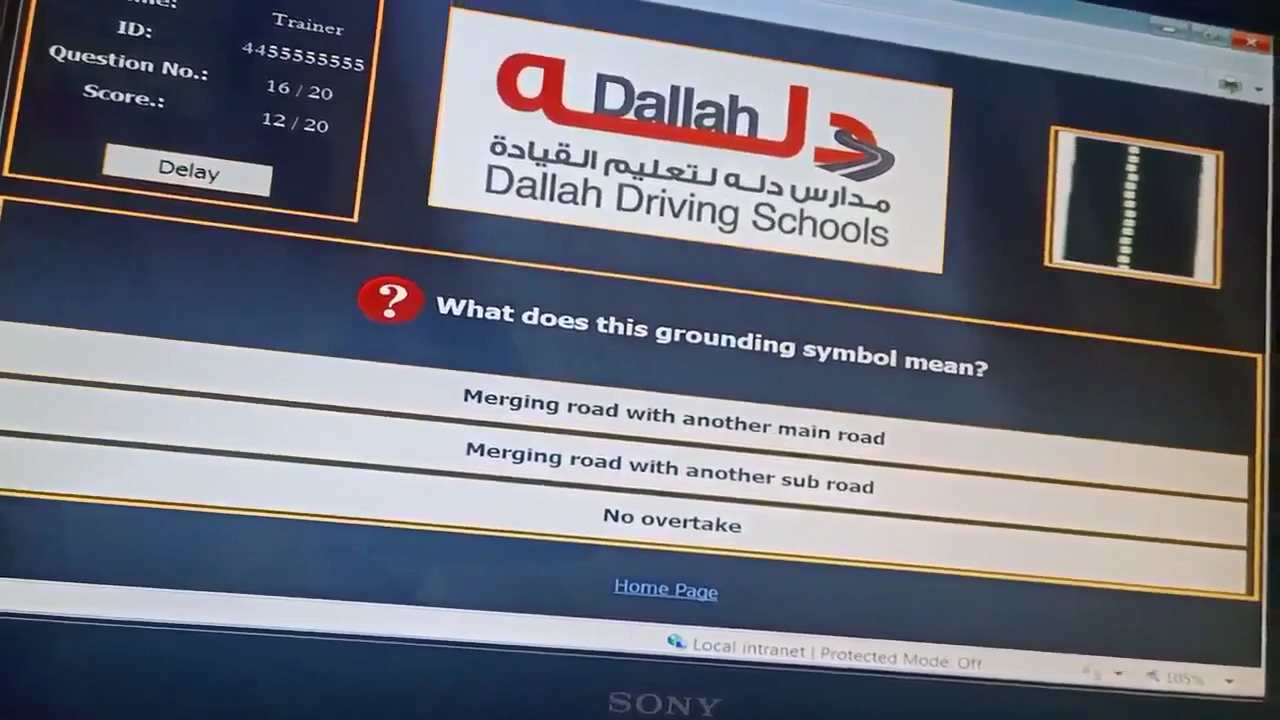 Trainer
ID: 4455555555
Question No.: 16 / 20
Score.: 12 / 20
Delay
دله Dallah
مدارس دله لتعليم القيادة
Dallah Driving Schools
? What does this grounding symbol mean?
Merging road with another main road
Merging road with another sub road
No overtake
Home Page
Local intranet | Protected Mode: Off
105%
SONY